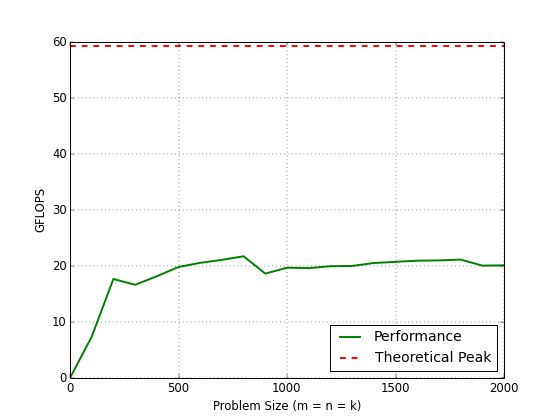 60
50
40
30
20
10
0
GFLOPS
0 500 1000 1500 2000
Problem Size (m = n = k)
Performance
Theoretical Peak